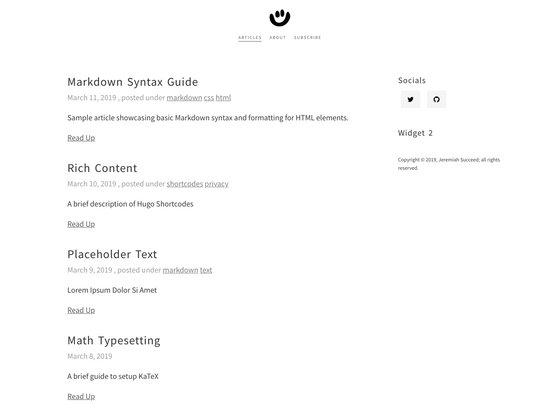 ARTICLES ABOUT SUBSCRIBE
Markdown Syntax Guide
March 11, 2019 , posted under markdown css html
Sample article showcasing basic Markdown syntax and formatting for HTML elements.
Read Up
Rich Content
March 10, 2019 , posted under shortcodes privacy
A brief description of Hugo Shortcodes
Read Up
Placeholder Text
March 9, 2019 , posted under markdown text
Lorem Ipsum Dolor Si Amet
Read Up
Math Typesetting
March 8, 2019
A brief guide to setup KaTeX
Read Up
Socials
Widget 2
Copyright © 2019, Jeremiah Succeed; all rights
reserved.